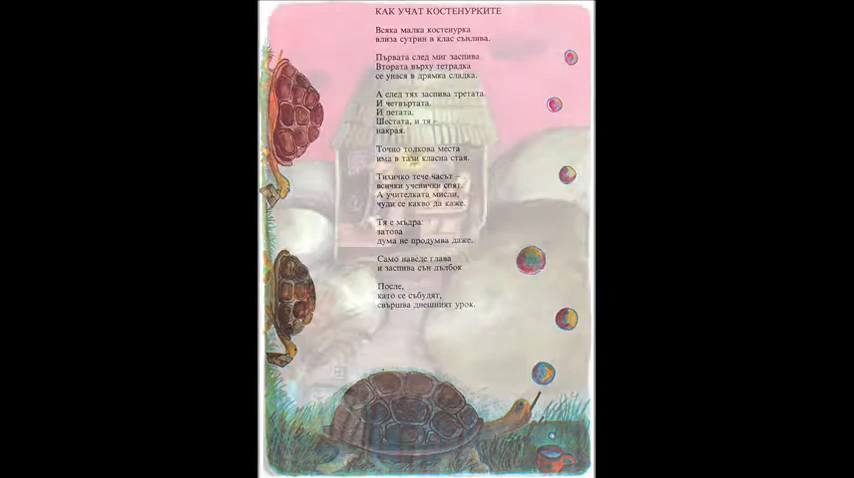 КАК УЧАТ КОСТЕНУРКИТЕ
Всяка малка костенурка
влиза сутрин в клас сънлива.
Първата след миг заспива.
Втората върху тетрадка
се унася в дрямка сладка.
А след тях заспива третата.
И четвъртата.
И петата.
Шестата, и тя –
накрая.
Точно толкова места
има в тази класна стая.
Тихичко тече часът –
всички ученички спят.
А учителката мисли,
чуди се какво да каже.
Тя е мъдра:
затова
дума не продумва даже.
Само наведе глава
и заспива сън дълбок
После,
като се събудят,
свършва днешният урок.